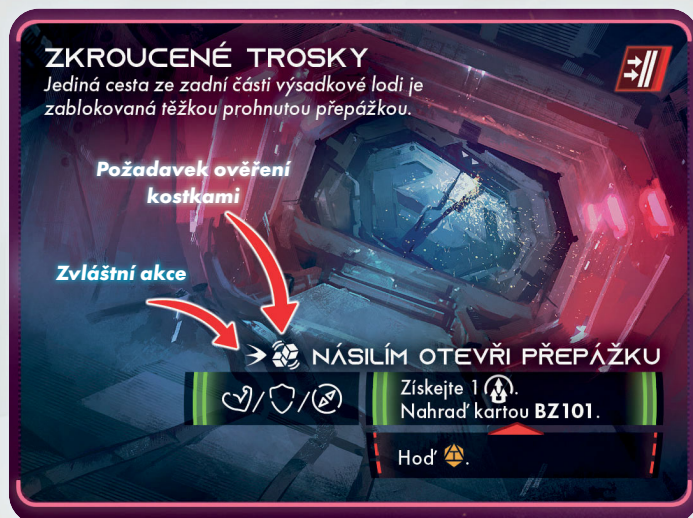 ZKROUCENÉ TROSKY
Jediná cesta ze zadní části výsadkové lodi je
zablokovaná těžkou prohnutou přepážkou.
Požadavek ověření
kostkami
Zvláštní akce
NÁSILÍM OTEVŘI PŘEPÁŽKU
/ /
Získejte 1 .
Nahraď kartou BZ101.
Hoď .